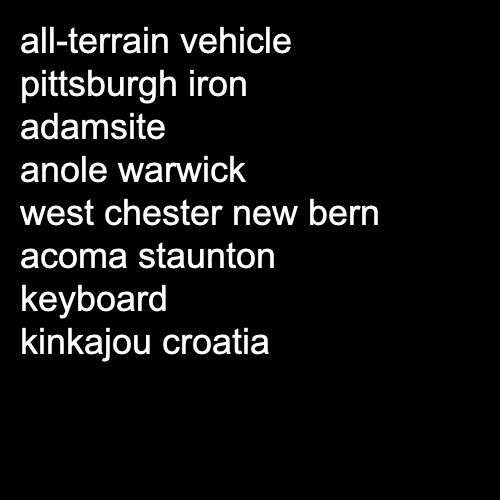 all-terrain vehicle
pittsburgh iron
adamsite
anole warwick
west chester new bern
acoma staunton
keyboard
kinkajou croatia